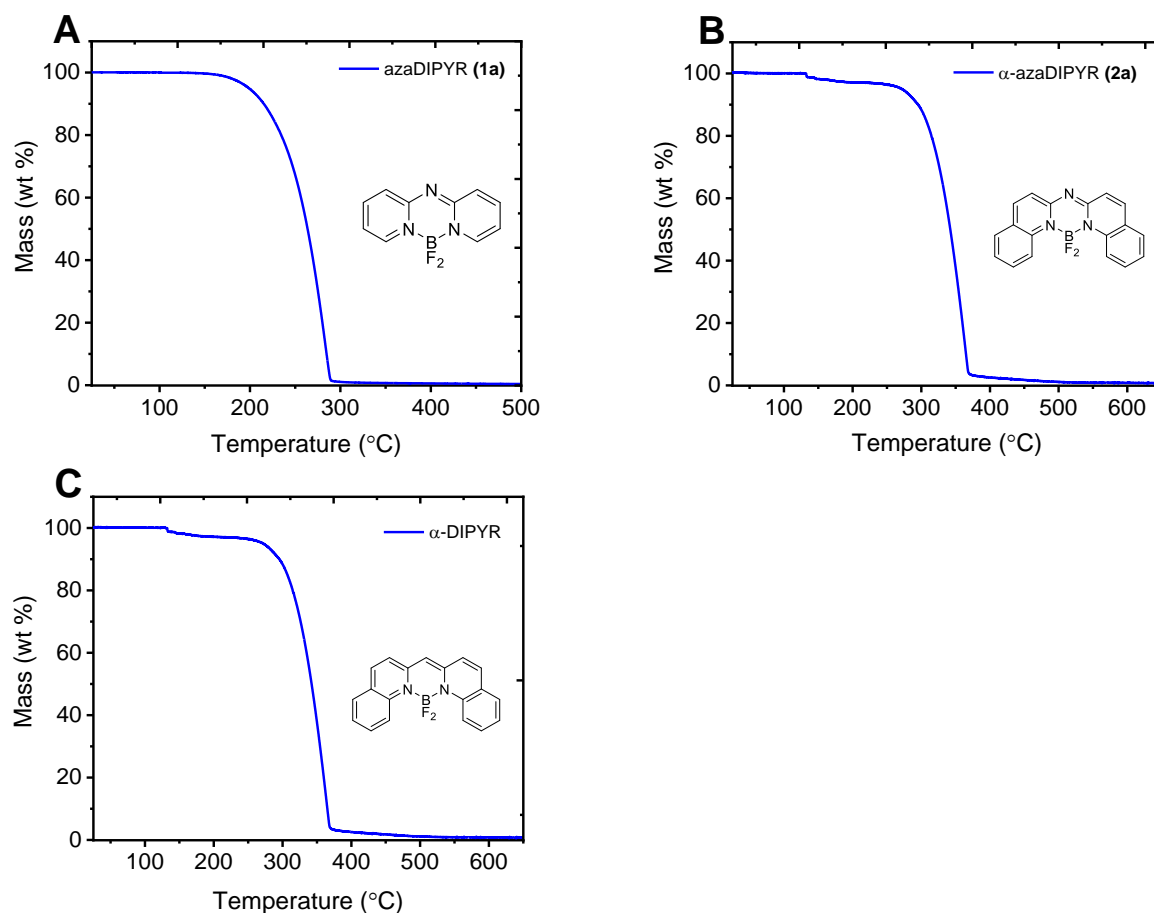 A
azaDIPYR (1a)
100
80
60
40
20
0
Mass (wt %)
100 200 300 400 500
Temperature (°C)
N
N N
B
F2
B
α-azaDIPYR (2a)
100
80
60
40
20
0
Mass (wt %)
100 200 300 400 500 600
Temperature (°C)
N
N N
B
F2
C
α-DIPYR
100
80
60
40
20
0
Mass (wt %)
100 200 300 400 500 600
Temperature (°C)
N N
B
F2